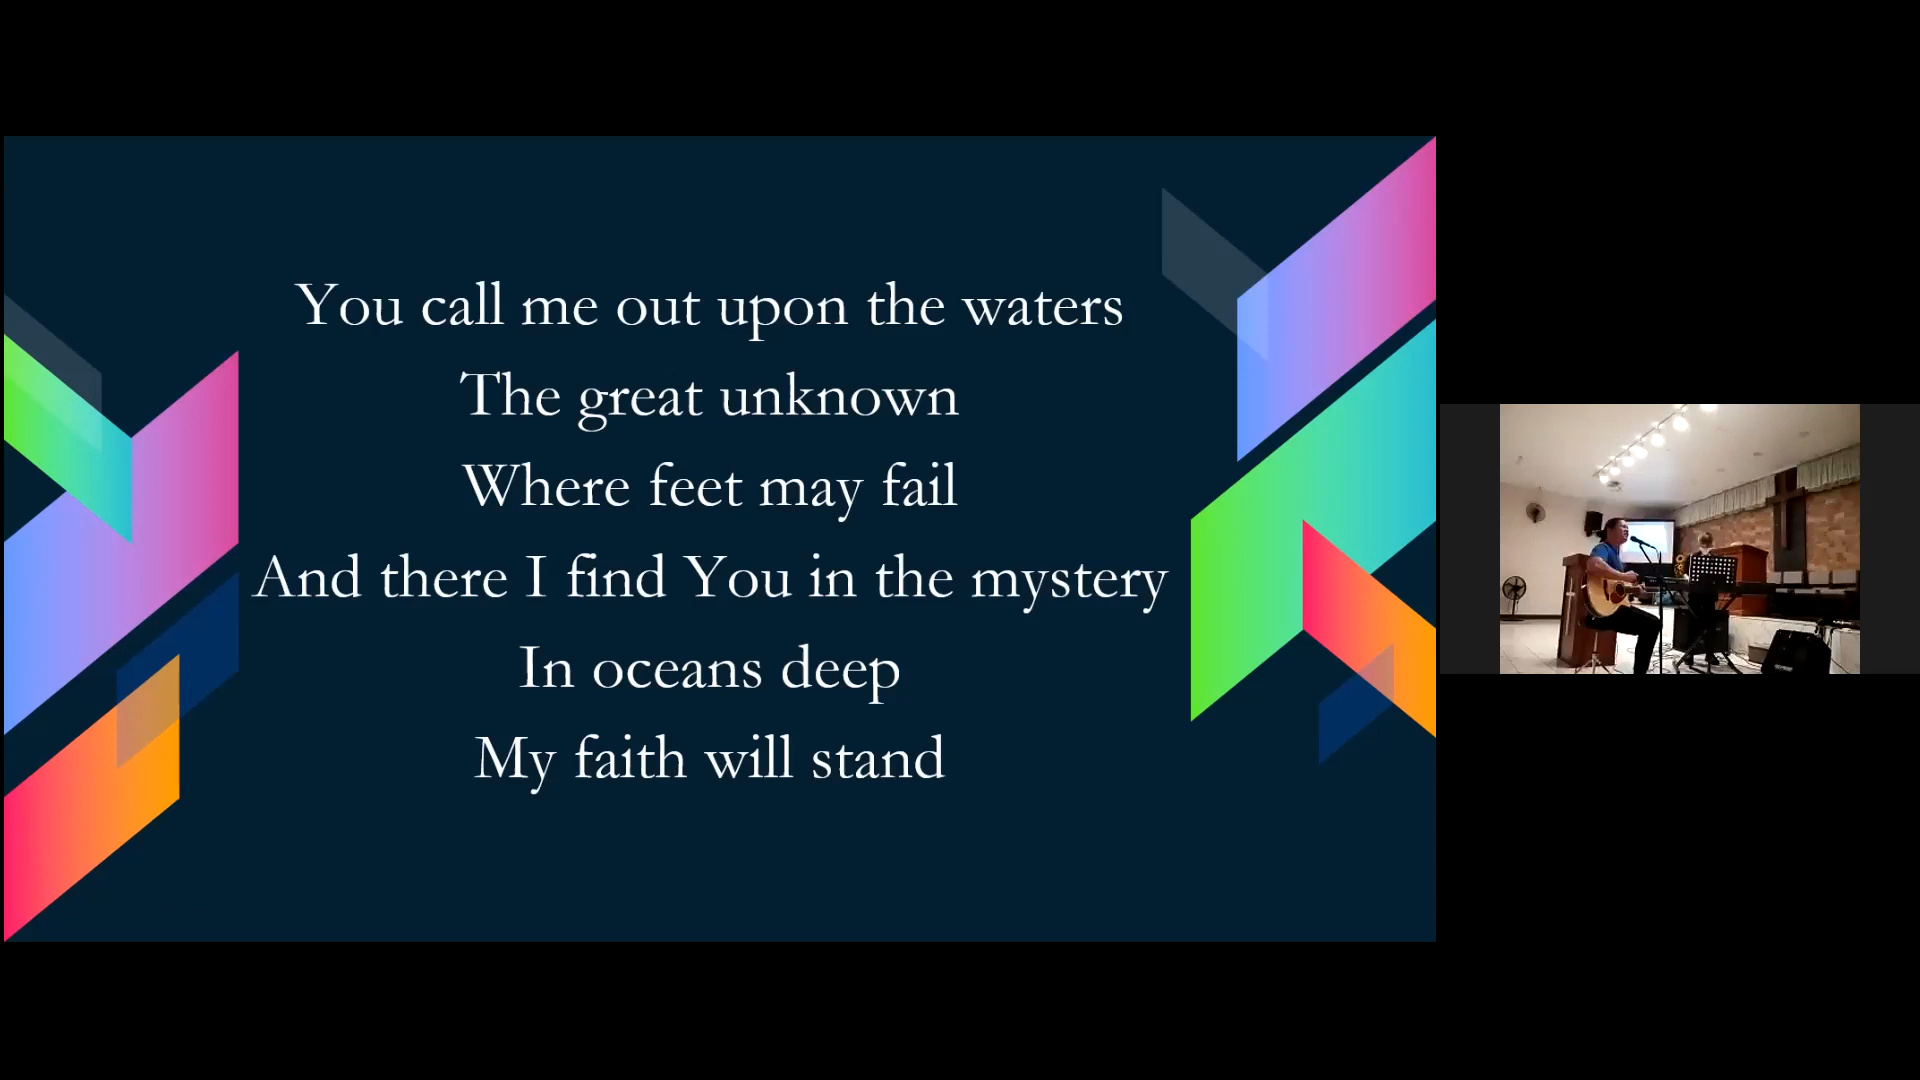 You call me out upon the waters
The great unknown
Where feet may fail
And there I find You in the mystery
In oceans deep
My faith will stand